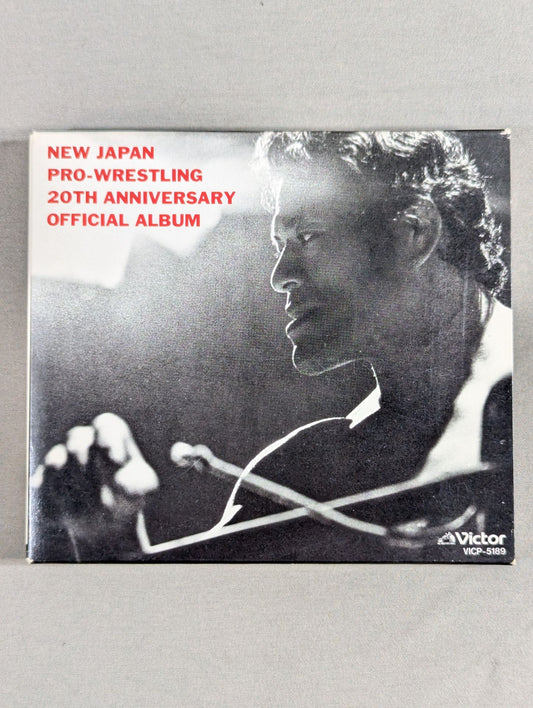 NEW JAPAN
PRO-WRESTLING
20TH ANNIVERSARY
OFFICIAL ALBUM
Victor
VICP-5189